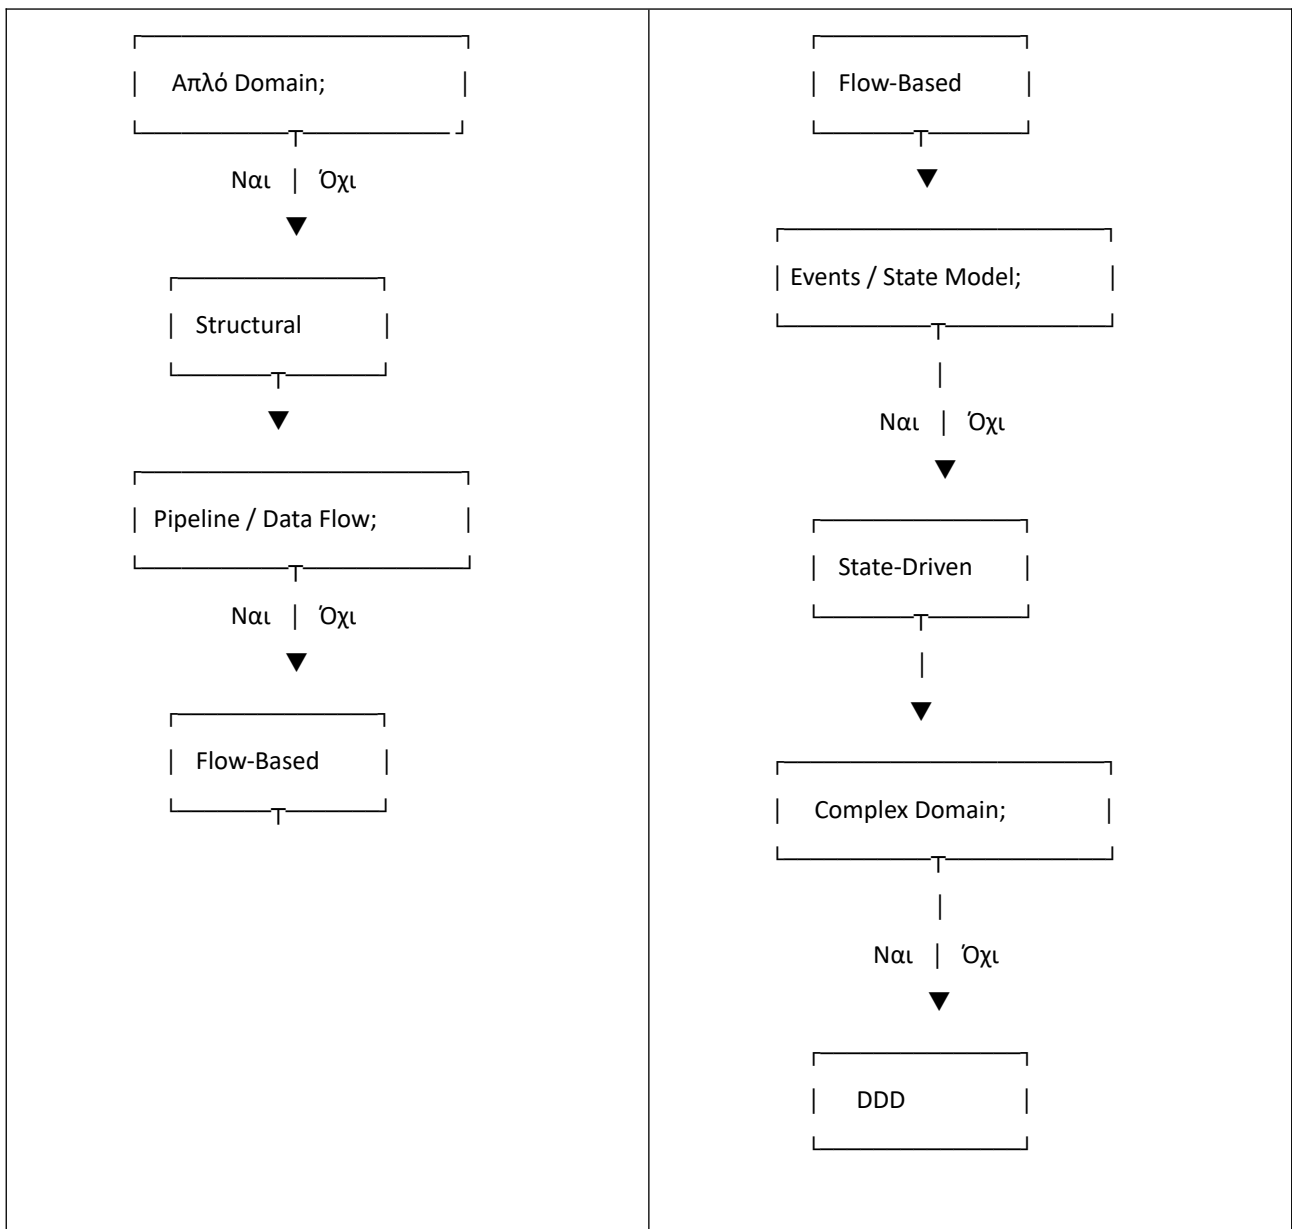 Απλό Domain;
Ναι | Όχι
Structural
Pipeline / Data Flow;
Ναι | Όχι
Flow-Based
Flow-Based
Events / State Model;
Ναι | Όχι
State-Driven
Complex Domain;
Ναι | Όχι
DDD